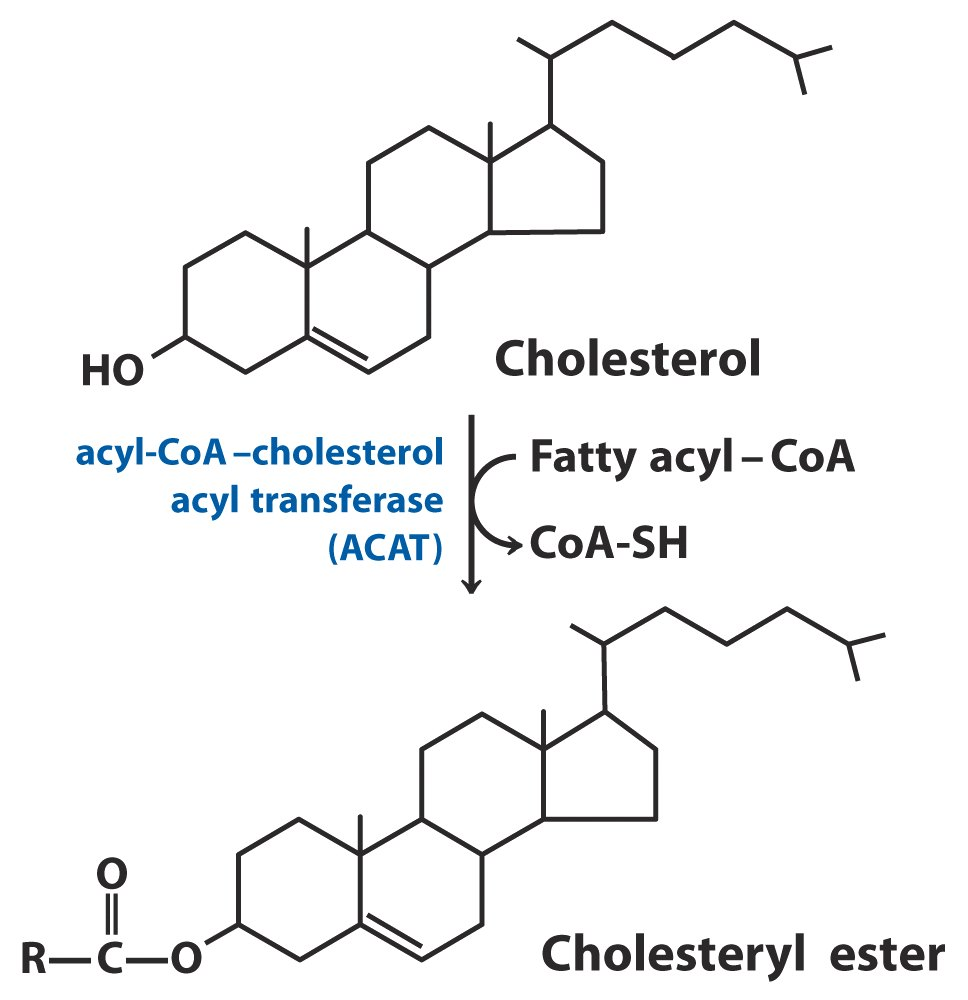 HO
Cholesterol
acyl-CoA–cholesterol
acyl transferase
(ACAT)
Fatty acyl–CoA
CoA-SH
O
R—C—O
Cholesteryl ester